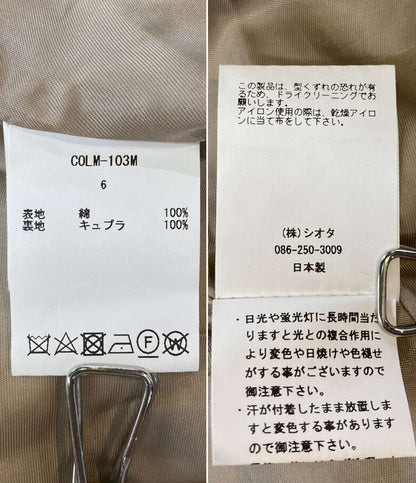 COLM-103M
6
表地 綿 100%
裏地 キュプラ 100%
F
W
この製品は、型くずれの恐れが有
るため、ドライクリーニングでお
願いします。
アイロン使用の際は、乾燥アイロ
ンに当て布をして下さい。
(株) シオタ
086-250-3009
日本製
・日光や蛍光灯に長時間当た
りますと光との複合作用に
より変色や日焼けや色褪せ
がする事がございますので
御注意下さい。
・汗が付着したまま放置しま
すと変色する事があります
ので御注意下さい。